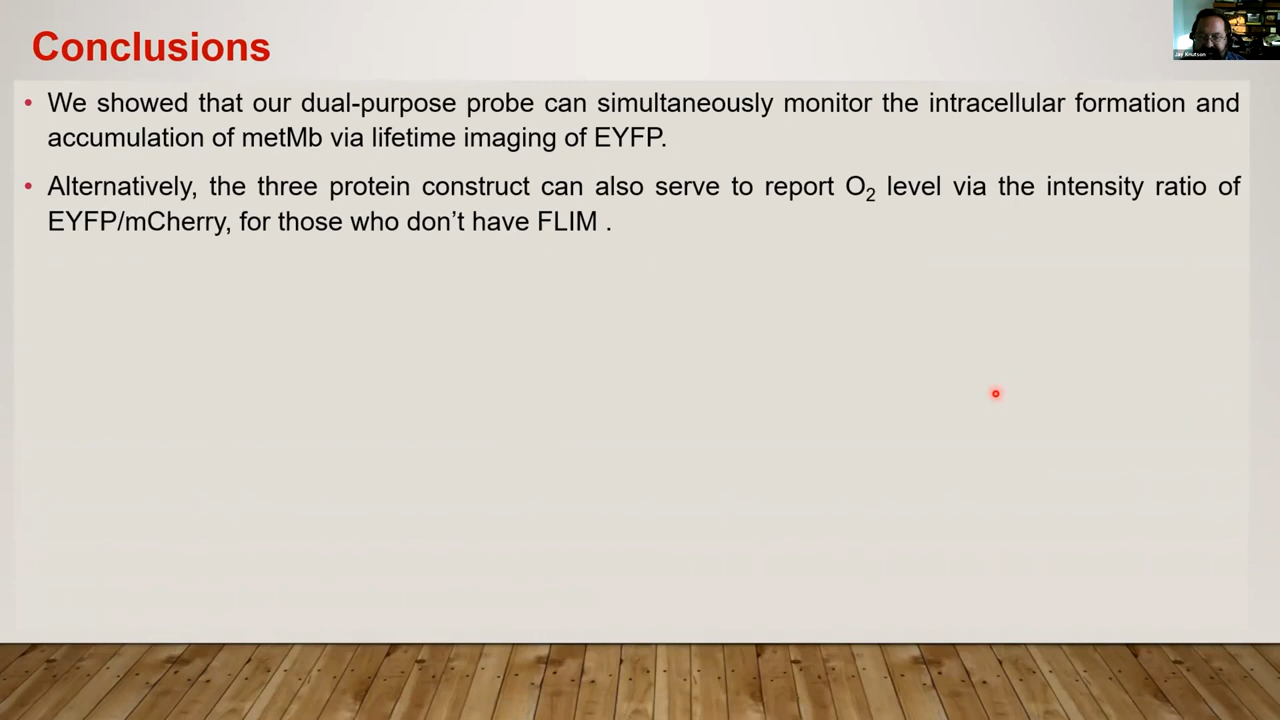 Conclusions
Jay Knutson
• We showed that our dual-purpose probe can simultaneously monitor the intracellular formation and
accumulation of metMb via lifetime imaging of EYFP.
• Alternatively, the three protein construct can also serve to report O₂ level via the intensity ratio of
EYFP/mCherry, for those who don’t have FLIM .